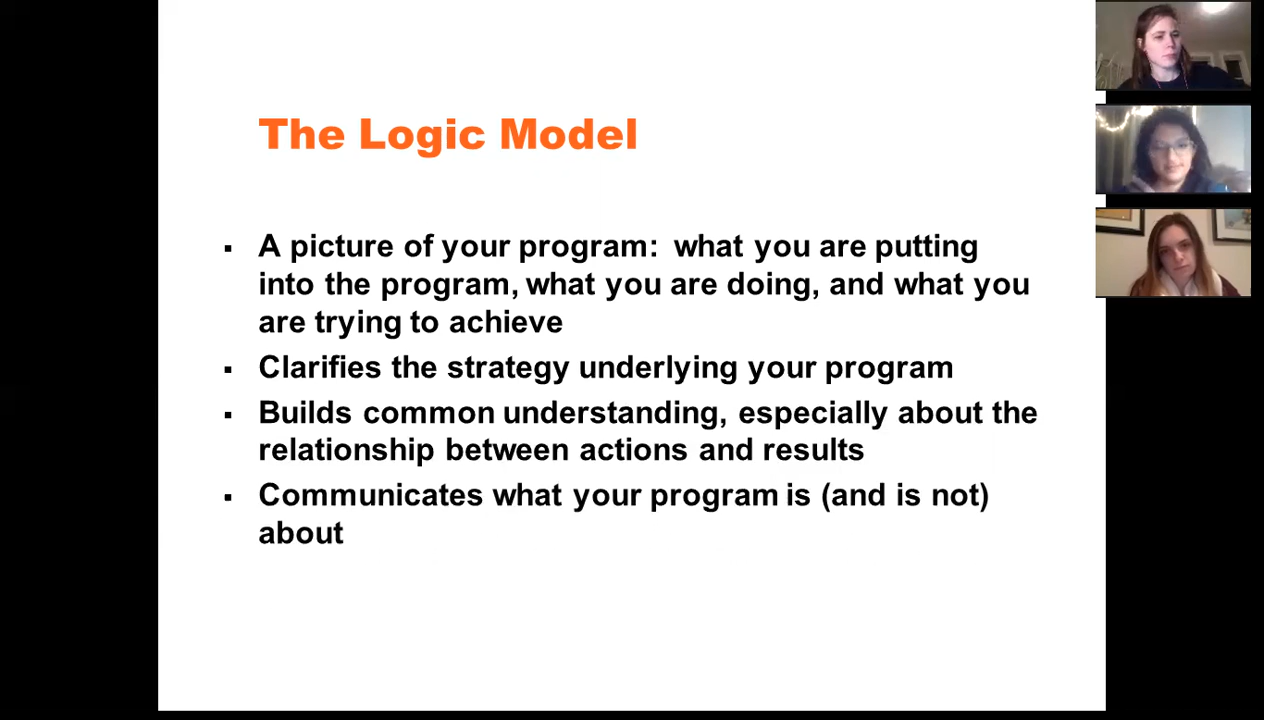 The Logic Model
▪ A picture of your program: what you are putting
into the program, what you are doing, and what you
are trying to achieve
▪ Clarifies the strategy underlying your program
▪ Builds common understanding, especially about the
relationship between actions and results
▪ Communicates what your program is (and is not)
about